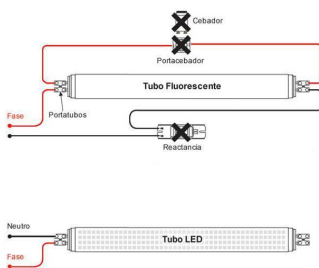 Cebador
Portacebador
Tubo Fluorescente
Fase
Portatubos
Reactancia
Neutro
Tubo LED
Fase